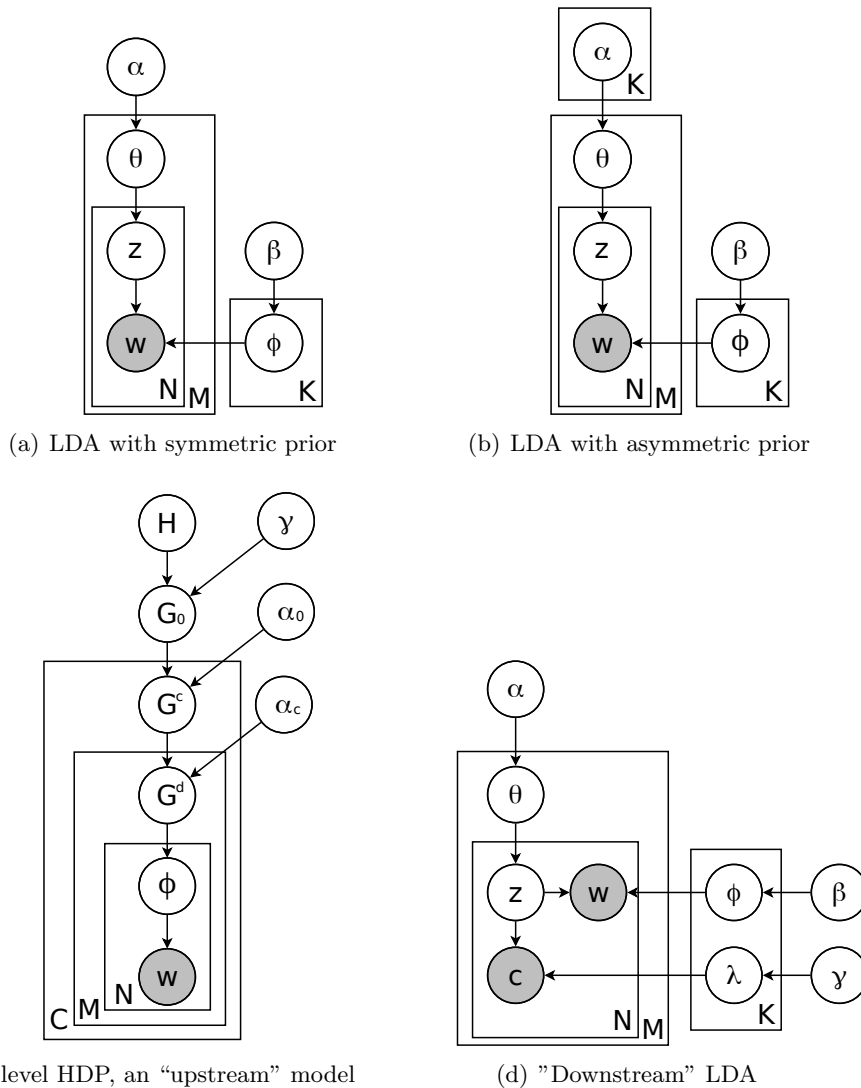 α
α
K
θ
θ
z
β
z
β
w
ϕ
w
ϕ
N
M
K
N
M
K
(a) LDA with symmetric prior
(b) LDA with asymmetric prior
H
γ
G₀
α₀
Gᶜ
α_c
Gᵈ
ϕ
w
C
M
N
level HDP, an “upstream” model
α
θ
z
w
ϕ
β
c
λ
γ
N
M
K
(d) ”Downstream” LDA